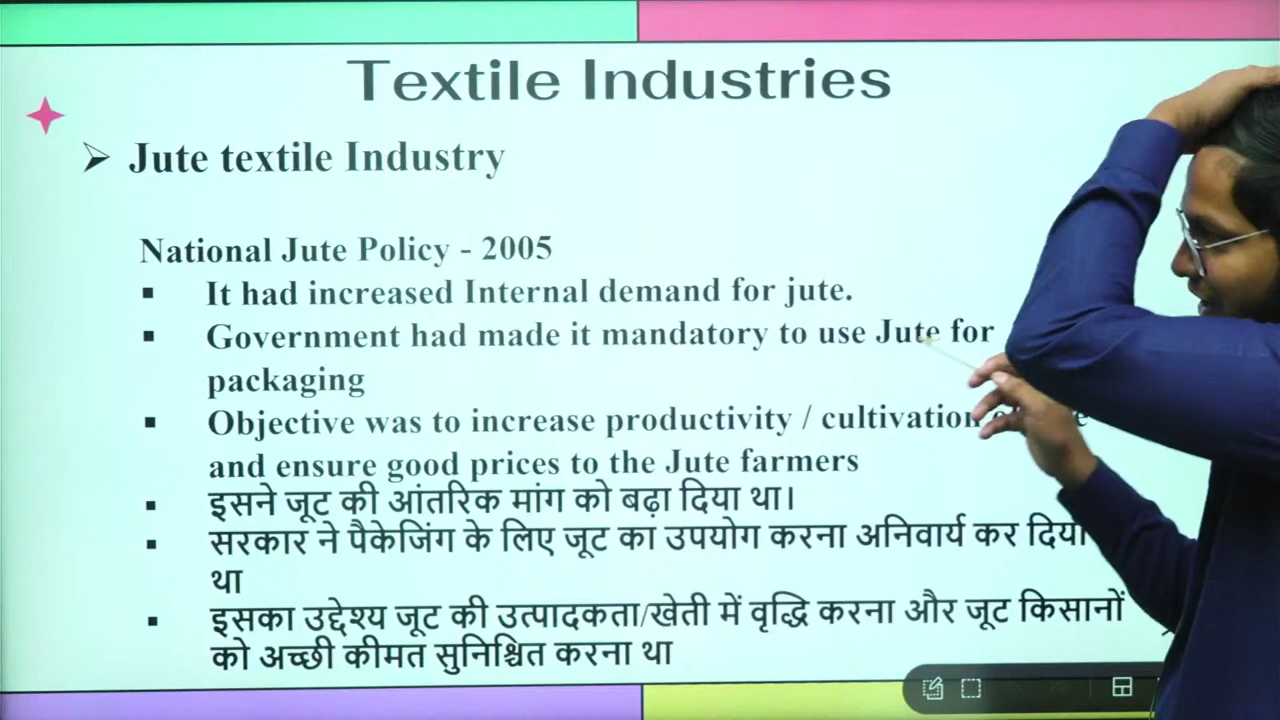 Textile Industries
➢ Jute textile Industry
National Jute Policy - 2005
▪ It had increased Internal demand for jute.
▪ Government had made it mandatory to use Jute for
packaging
▪ Objective was to increase productivity / cultivation
and ensure good prices to the Jute farmers
▪ इसने जूट की आंतरिक मांग को बढ़ा दिया था।
▪ सरकार ने पैकेजिंग के लिए जूट का उपयोग करना अनिवार्य कर दिया
था
▪ इसका उद्देश्य जूट की उत्पादकता/खेती में वृद्धि करना और जूट किसानों
को अच्छी कीमत सुनिश्चित करना था